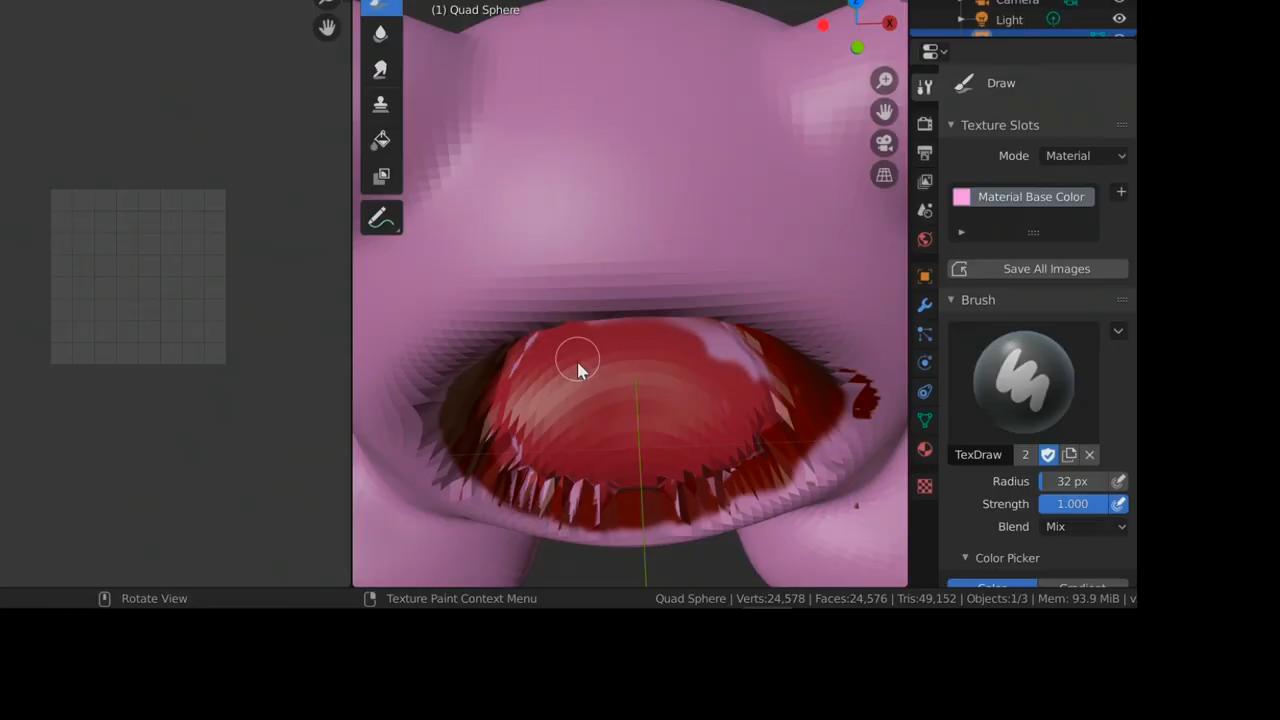 (1) Quad Sphere
X
Light
Draw
Texture Slots
Mode Material
Material Base Color
Save All Images
Brush
TexDraw 2
Radius 32 px
Strength 1.000
Blend Mix
Color Picker
Rotate View
Texture Paint Context Menu
Quad Sphere | Verts:24,578 | Faces:24,576 | Tris:49,152 | Objects:1/3 | Mem: 93.9 MiB | v